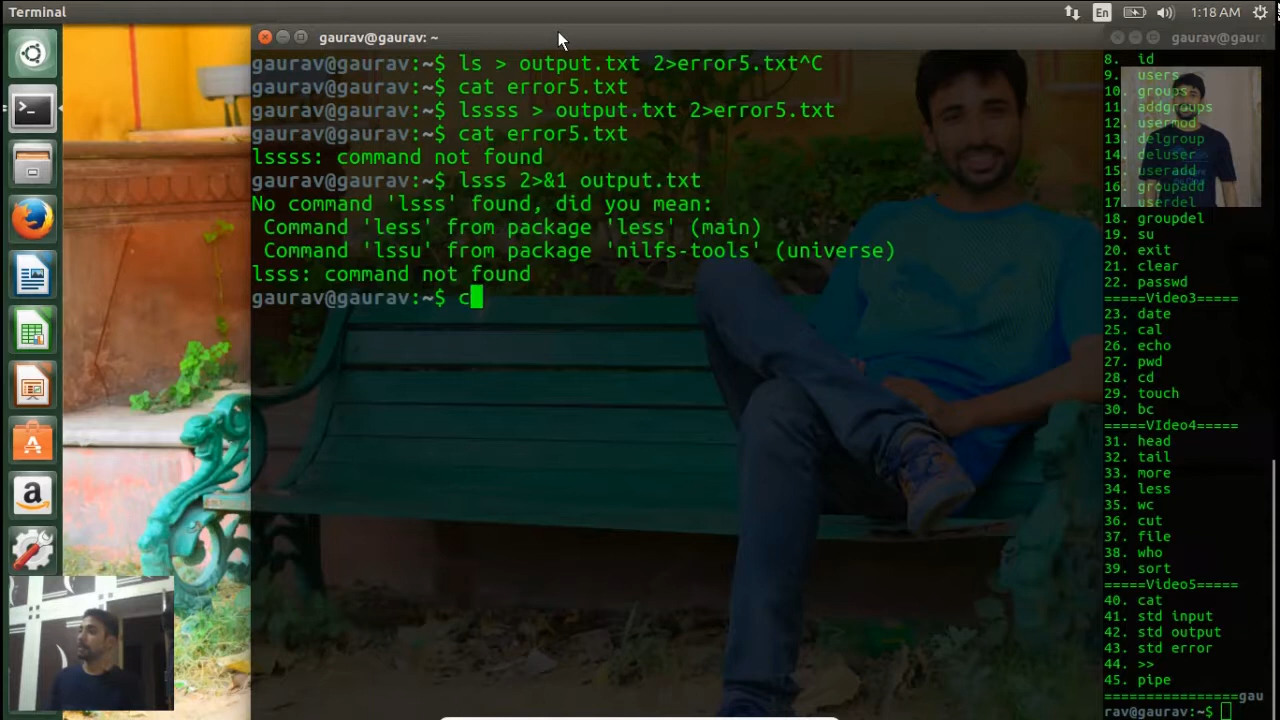 Terminal
En
1:18 AM
gaurav@gaurav: ~
gaurav@gaurav:~$ ls > output.txt 2>error5.txt^C
gaurav@gaurav:~$ cat error5.txt
gaurav@gaurav:~$ lssss > output.txt 2>error5.txt
gaurav@gaurav:~$ cat error5.txt
lssss: command not found
gaurav@gaurav:~$ lsss 2>&1 output.txt
No command 'lsss' found, did you mean:
Command 'less' from package 'less' (main)
Command 'lssu' from package 'nilfs-tools' (universe)
lsss: command not found
gaurav@gaurav:~$ c
gaurav@gaur
8. id
9. users
10. groups
11. addgroups
12. usermod
13. delgroup
14. deluser
15. useradd
16. groupadd
17. userdel
18. groupdel
19. su
20. exit
21. clear
22. passwd
=====Video3=====
23. date
25. cal
26. echo
27. pwd
28. cd
29. touch
30. bc
=====VIdeo4=====
31. head
32. tail
33. more
34. less
35. wc
36. cut
37. file
38. who
39. sort
=====Video5=====
40. cat
41. std input
42. std output
43. std error
44. >>
45. pipe
================gau
rav@gaurav:~$